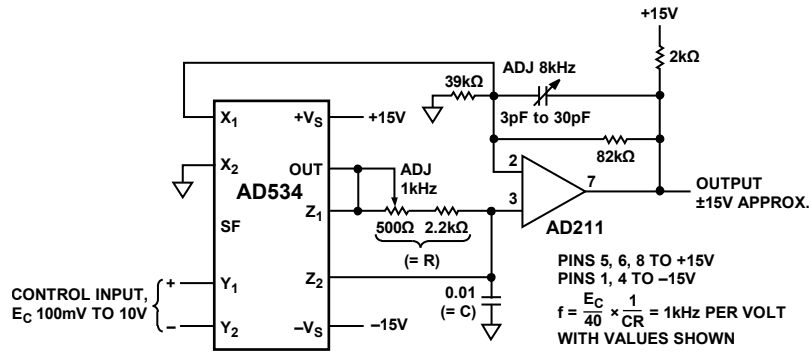 +15V
2kΩ
ADJ 8kHz
39kΩ
3pF to 30pF
82kΩ
X1
+VS
+15V
X2
OUT
ADJ
1kHz
AD534
Z1
SF
500Ω
2.2kΩ
(= R)
2
3
7
AD211
OUTPUT
±15V APPROX.
Z2
0.01
(= C)
CONTROL INPUT,
EC 100mV TO 10V
+
–
Y1
Y2
–VS
–15V
PINS 5, 6, 8 TO +15V
PINS 1, 4 TO –15V
f = EC/40 × 1/CR = 1kHz PER VOLT
WITH VALUES SHOWN